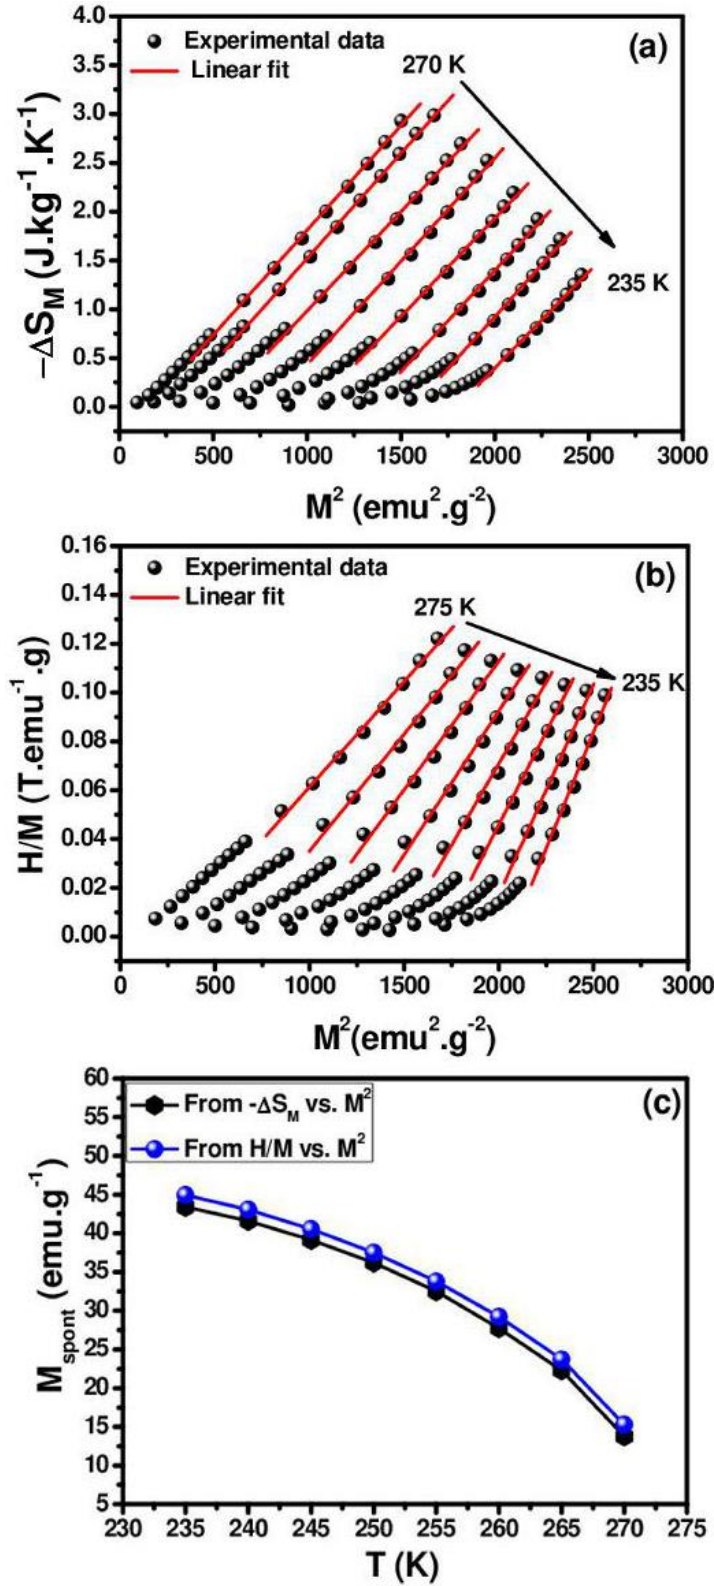 (a)
Experimental data
Linear fit
270 K
235 K
4.0
3.5
3.0
2.5
2.0
1.5
1.0
0.5
0.0
−ΔS_M (J.kg⁻¹.K⁻¹)
0 500 1000 1500 2000 2500 3000
M² (emu².g⁻²)
(b)
Experimental data
Linear fit
275 K
235 K
0.16
0.14
0.12
0.10
0.08
0.06
0.04
0.02
0.00
H/M (T.emu⁻¹.g)
0 500 1000 1500 2000 2500 3000
M²(emu².g⁻²)
(c)
From -ΔS_M vs. M²
From H/M vs. M²
60
55
50
45
40
35
30
25
20
15
10
5
M_spont (emu.g⁻¹)
230 235 240 245 250 255 260 265 270 275
T (K)